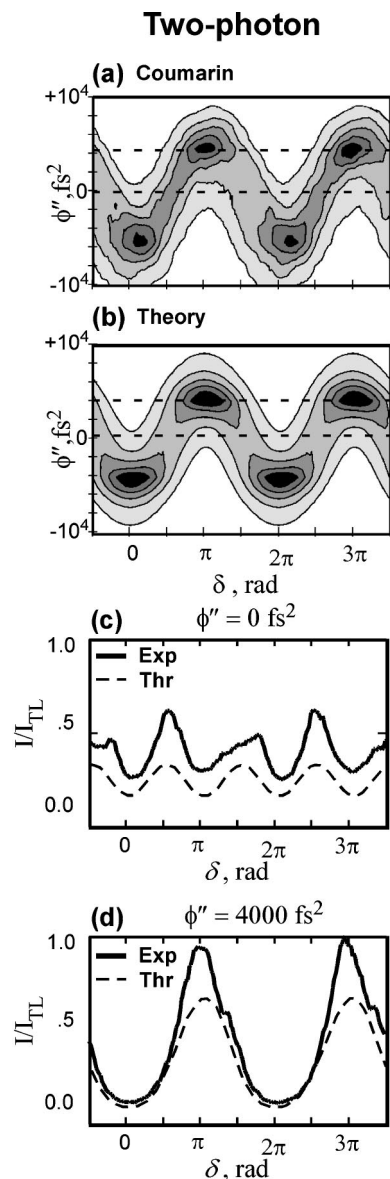 Two-photon
(a) Coumarin
+10⁴
0
-10⁴
ϕ″,fs²
(b) Theory
+10⁴
0
-10⁴
ϕ″,fs²
0 π 2π 3π
δ , rad
(c) ϕ″ = 0 fs²
1.0
.5
0.0
I/I_TL
Exp
Thr
0 π 2π 3π
δ, rad
(d) ϕ″ = 4000 fs²
1.0
.5
0.0
I/I_TL
Exp
Thr
0 π 2π 3π
δ, rad